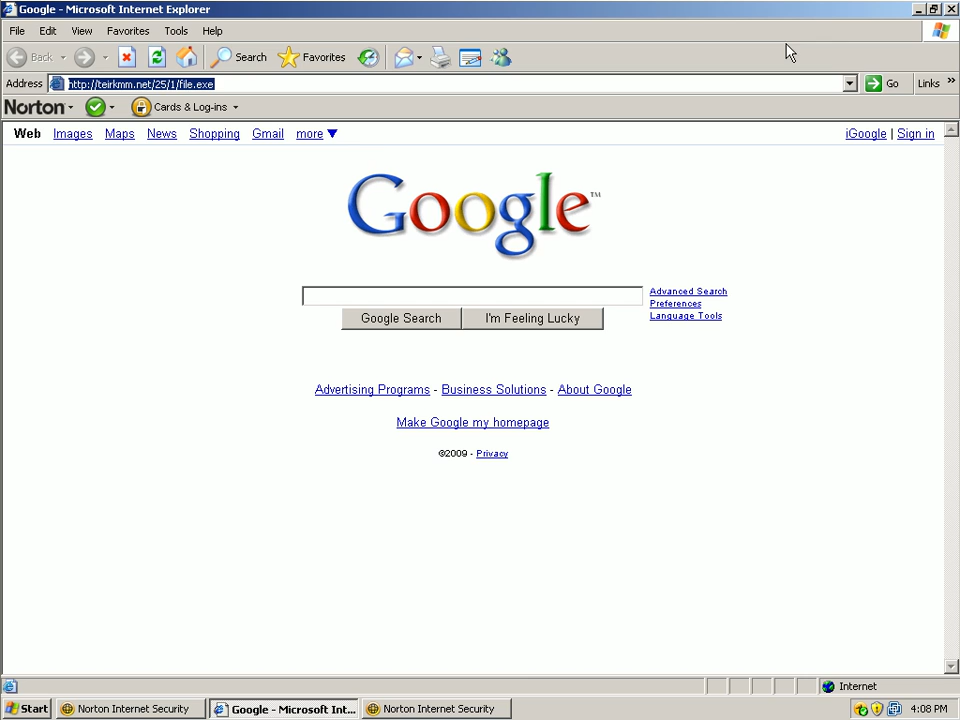 Google - Microsoft Internet Explorer
File Edit View Favorites Tools Help
Back Search Favorites
Address http://teirkmm.net/25/1/file.exe Go Links »
Norton Cards & Log-ins
Web Images Maps News Shopping Gmail more ▼ iGoogle | Sign in
Google™
Advanced Search
Preferences
Language Tools
Google Search I'm Feeling Lucky
Advertising Programs - Business Solutions - About Google
Make Google my homepage
©2009 - Privacy
Internet
Start Norton Internet Security Google - Microsoft Int... Norton Internet Security 4:08 PM